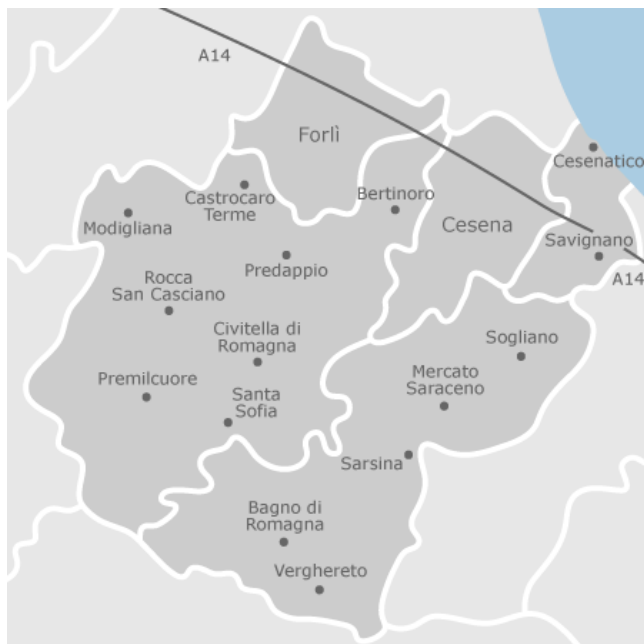 A14
Forlì
Cesenatico
Castrocaro
Terme
Bertinoro
Modigliana
Cesena
Savignano
Predappio
A14
Rocca
San Casciano
Civitella di
Romagna
Sogliano
Premilcuore
Mercato
Saraceno
Santa
Sofia
Sarsina
Bagno di
Romagna
Verghereto